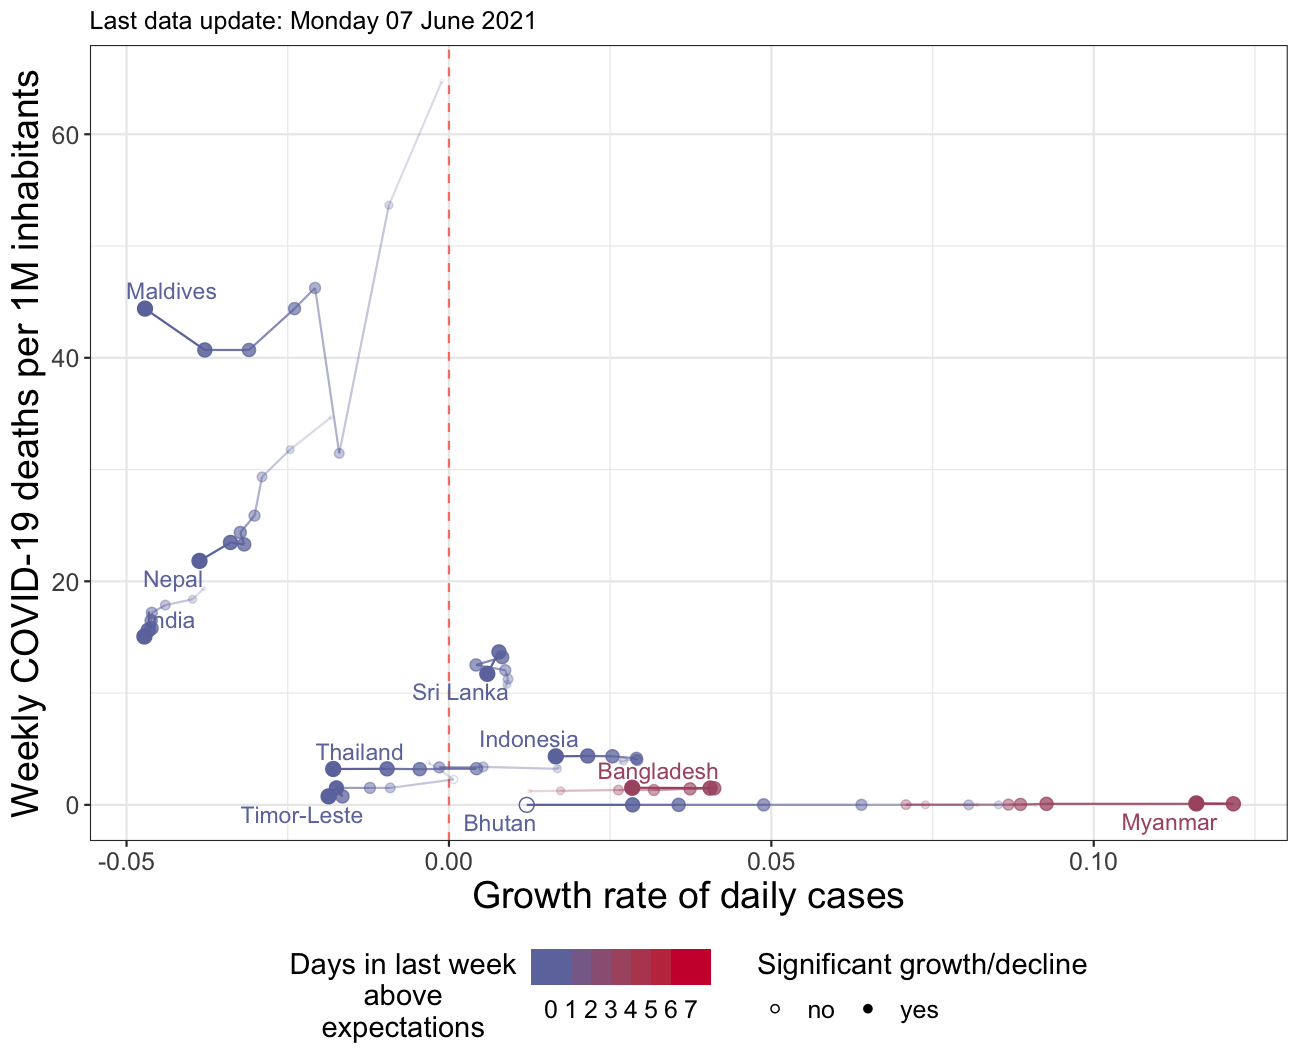 Last data update: Monday 07 June 2021
Weekly COVID-19 deaths per 1M inhabitants
60
40
20
0
Maldives
Nepal
India
Sri Lanka
Thailand
Indonesia
Bangladesh
Timor-Leste
Bhutan
Myanmar
-0.05 0.00 0.05 0.10
Growth rate of daily cases
Days in last week
above
expectations
0 1 2 3 4 5 6 7
Significant growth/decline
no yes